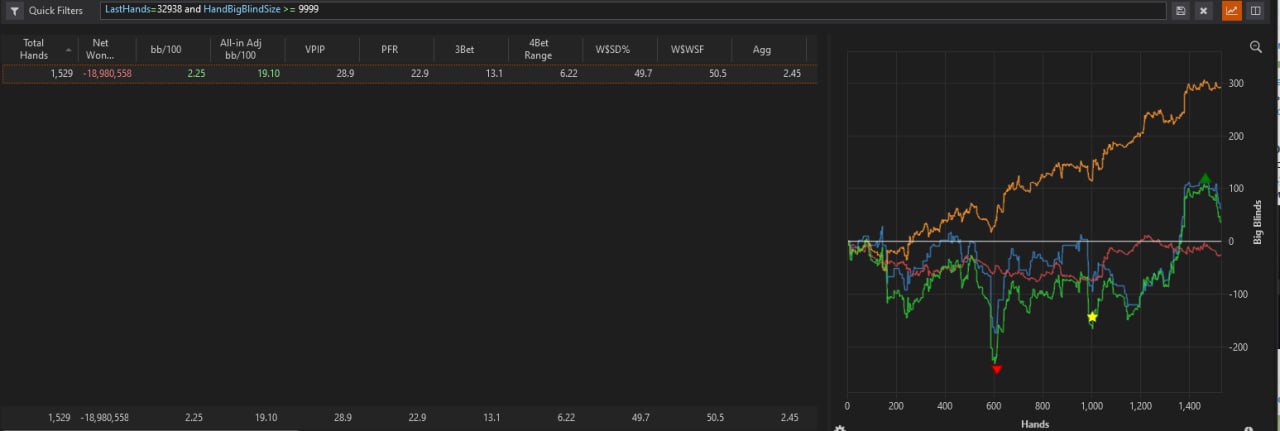 Quick Filters LastHands=32938 and HandBigBlindSize >= 9999
Total Hands Net Won... bb/100 All-in Adj bb/100 VPIP PFR 3Bet 4Bet Range W$SD% W$WSF Agg
1,529 -18,980,558 2.25 19.10 28.9 22.9 13.1 6.22 49.7 50.5 2.45
1,529 -18,980,558 2.25 19.10 28.9 22.9 13.1 6.22 49.7 50.5 2.45
300
200
100
0
-100
-200
Big Blinds
0 200 400 600 800 1,000 1,200 1,400
Hands